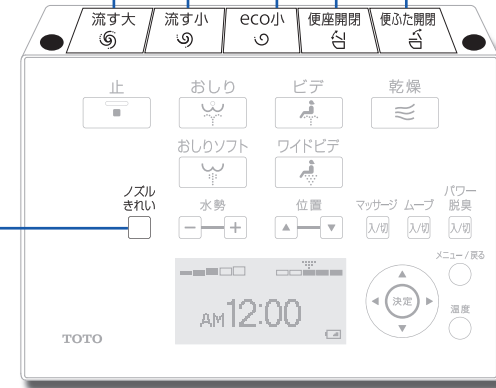 流す大 流す小 eco小 便座開閉 便ふた開閉
止 おしり ビデ 乾燥
おしりソフト ワイドビデ
ノズル
きれい
水勢 位置 マッサージ ムーブ パワー
脱臭
− + ▲ ▼ 入/切 入/切 入/切
メニュー / 戻る
決定
温度
AM12:00
TOTO